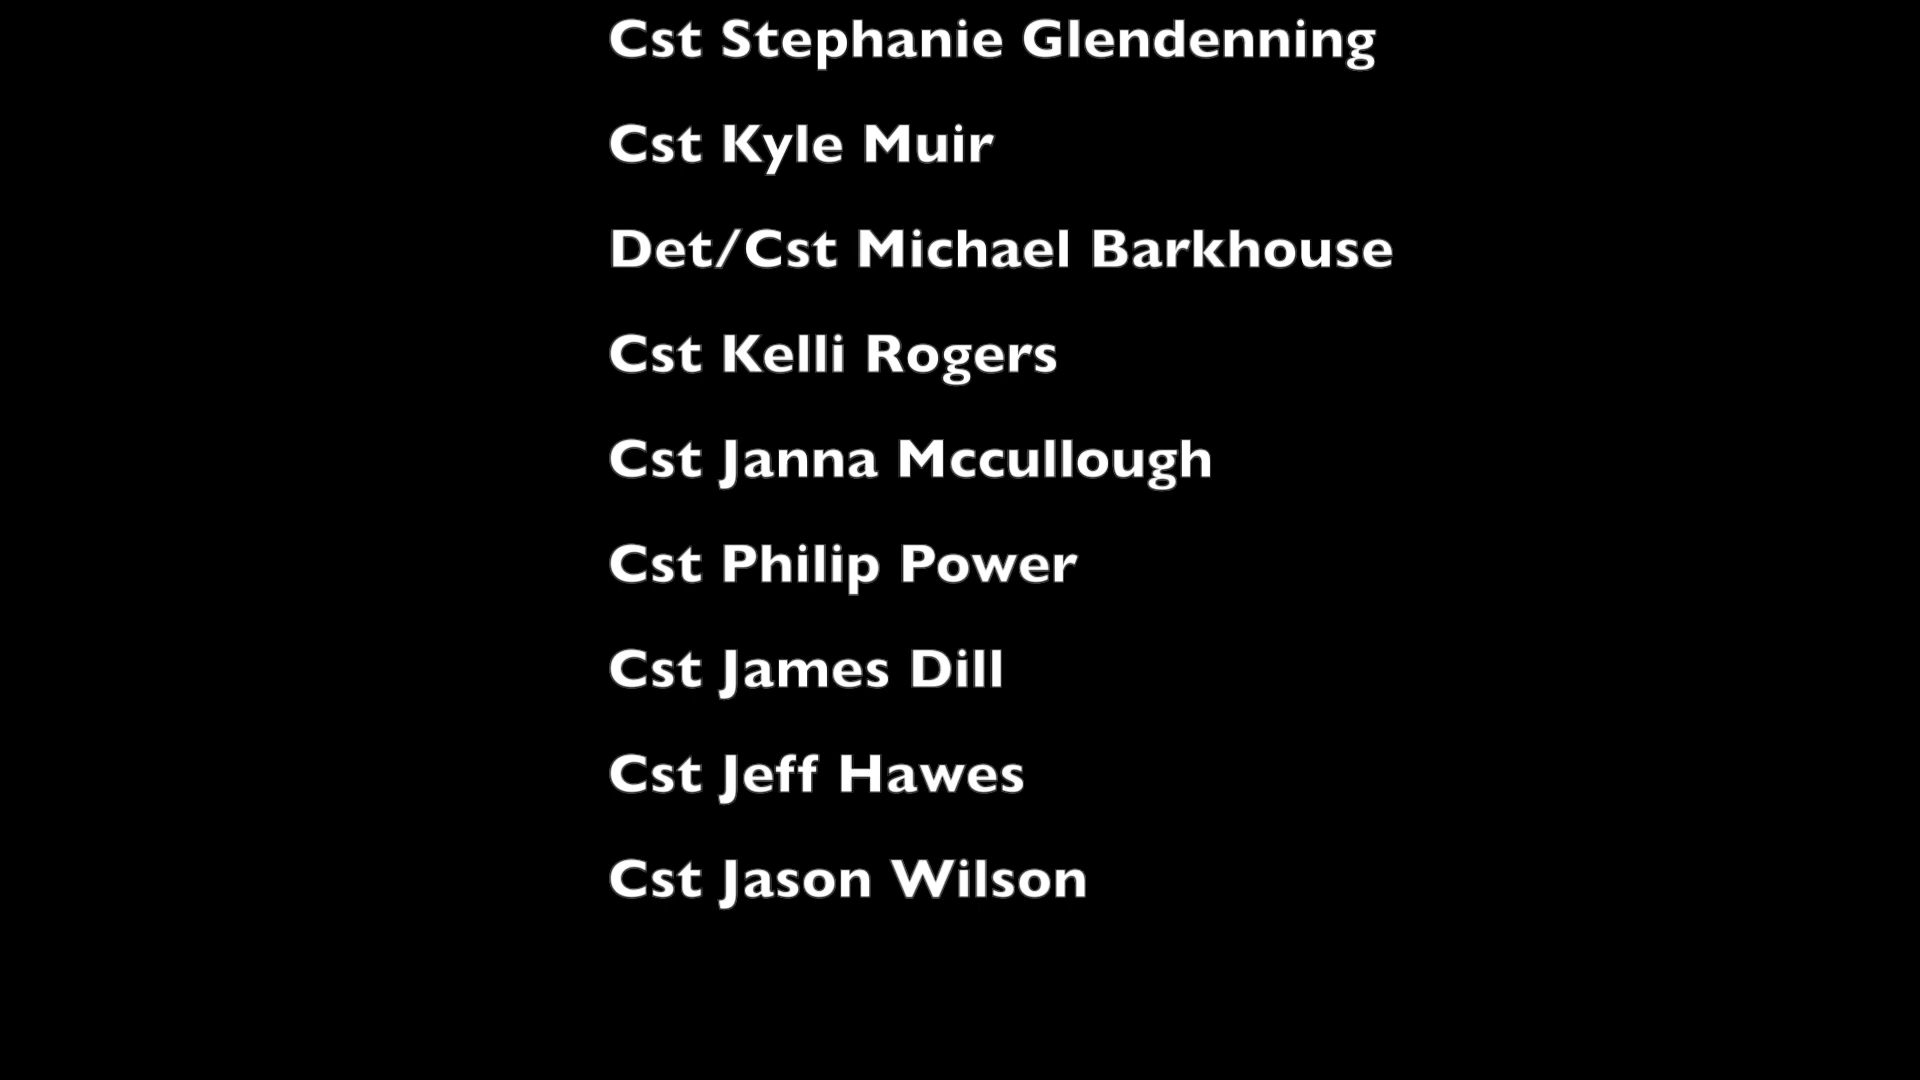 Cst Stephanie Glendenning
Cst Kyle Muir
Det/Cst Michael Barkhouse
Cst Kelli Rogers
Cst Janna Mccullough
Cst Philip Power
Cst James Dill
Cst Jeff Hawes
Cst Jason Wilson